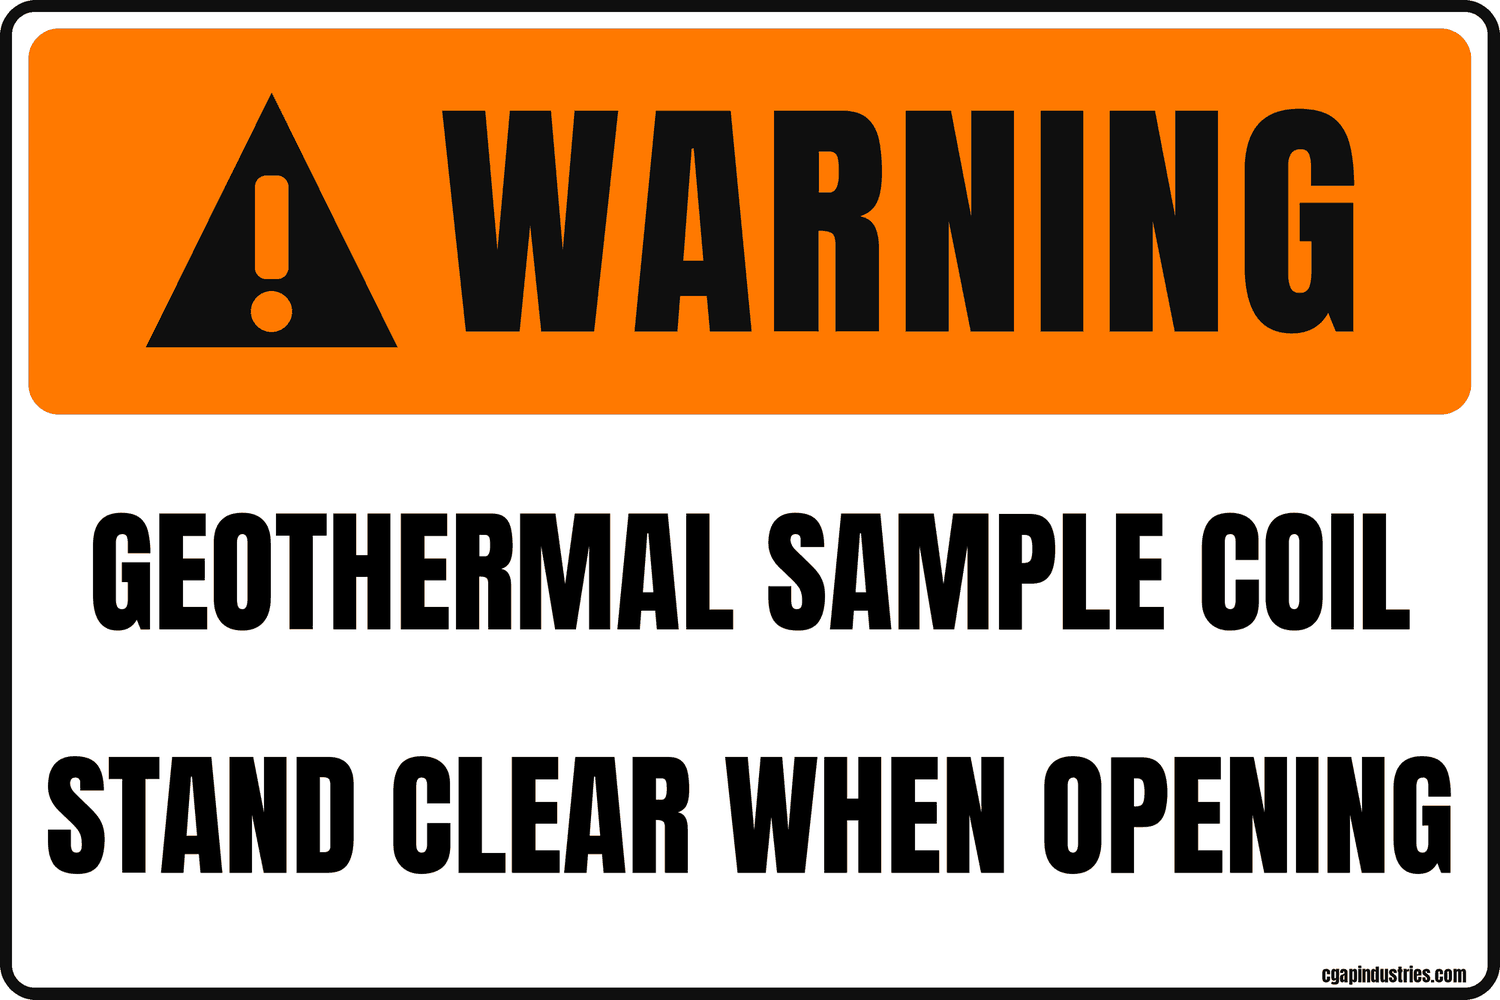 WARNING
GEOTHERMAL SAMPLE COIL
STAND CLEAR WHEN OPENING
cgapindustries.com